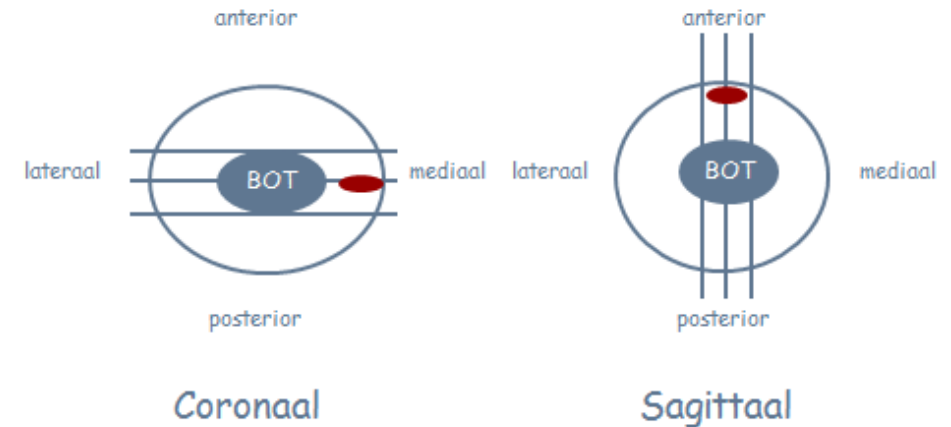 anterior
lateraal
BOT
mediaal
posterior
Coronaal
anterior
lateraal
BOT
mediaal
posterior
Sagittaal